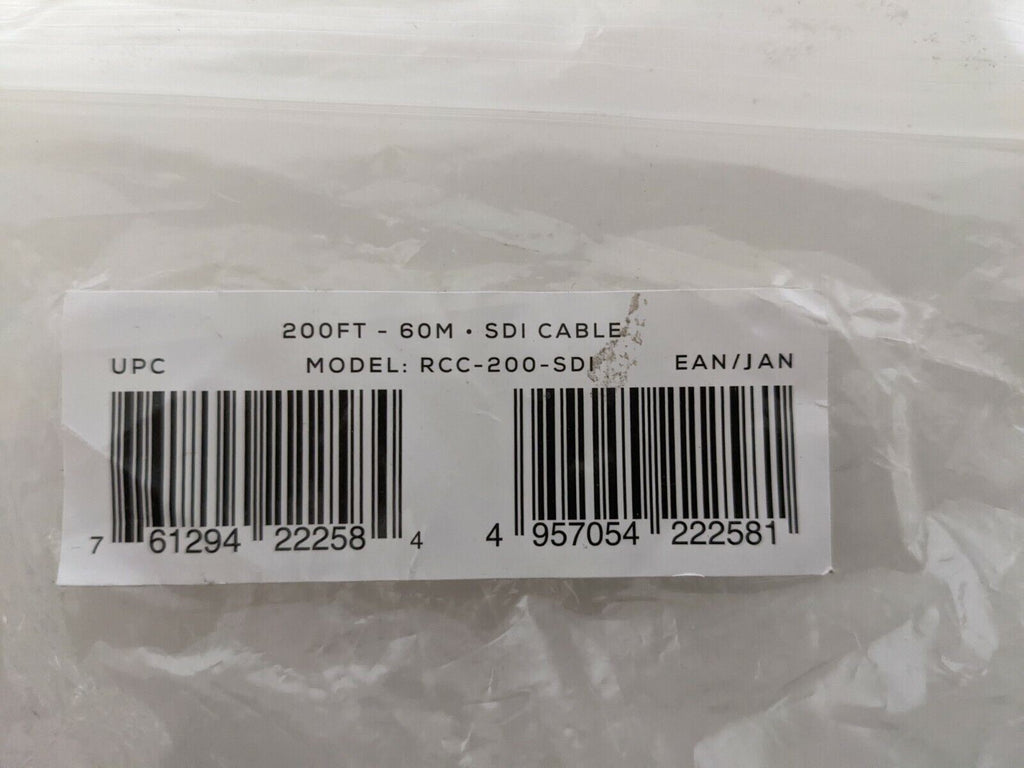 200FT - 60M • SDI CABLE
UPC MODEL: RCC-200-SDI EAN/JAN
7 61294 22258 4 4 957054 222581